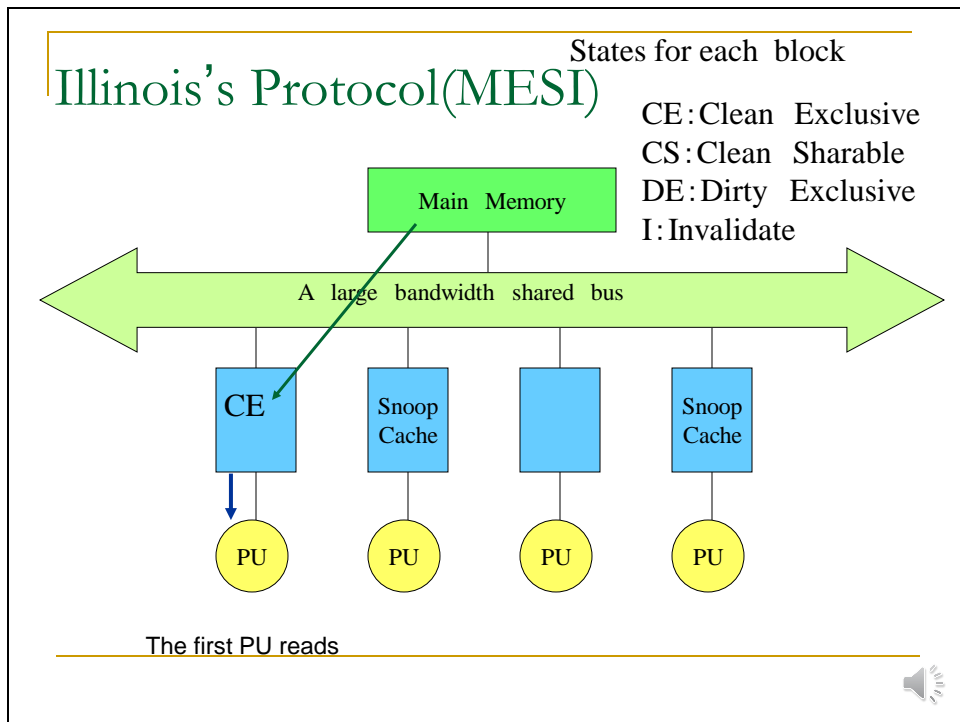 States for each block
Illinois’s Protocol(MESI)
CE:Clean Exclusive
CS:Clean Sharable
DE:Dirty Exclusive
I:Invalidate
Main Memory
A large bandwidth shared bus
CE
Snoop
Cache
Snoop
Cache
PU
PU
PU
PU
The first PU reads